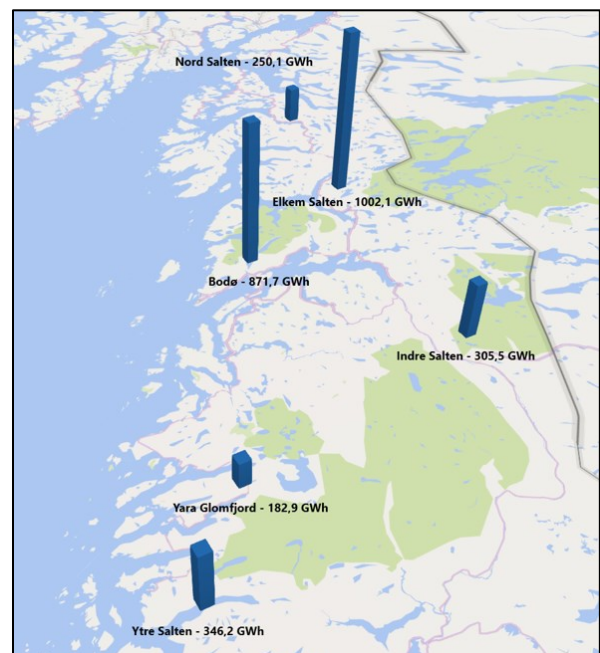 Nord Salten - 250,1 GWh
Elkem Salten - 1002,1 GWh
Bodø - 871,7 GWh
Indre Salten - 305,5 GWh
Yara Glomfjord - 182,9 GWh
Ytre Salten - 346,2 GWh